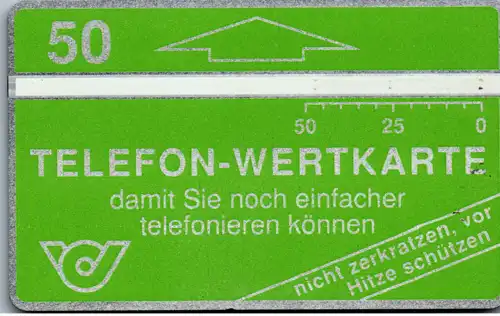 50
50 25 0
TELEFON-WERTKARTE
damit Sie noch einfacher
telefonieren können
nicht zerkratzen, vor
Hitze schützen